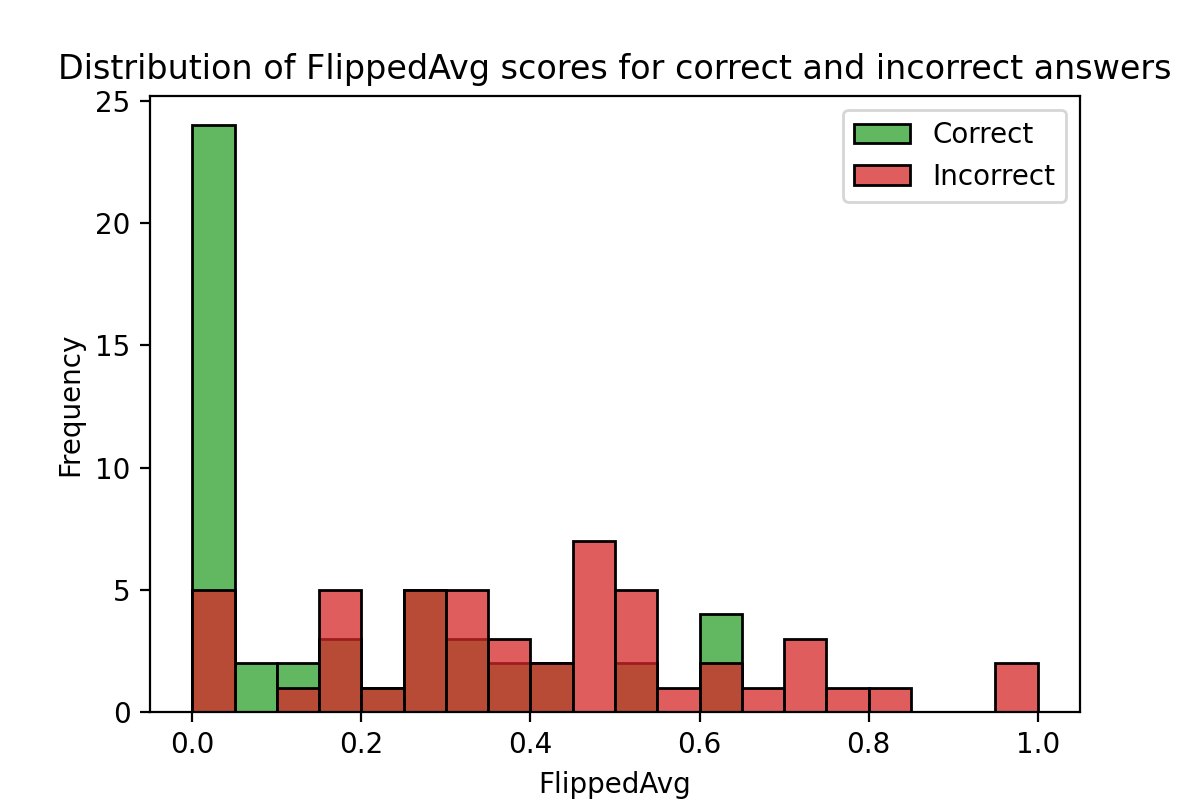 Distribution of FlippedAvg scores for correct and incorrect answers
Correct
Incorrect
Frequency
25
20
15
10
5
0
0.0 0.2 0.4 0.6 0.8 1.0
FlippedAvg